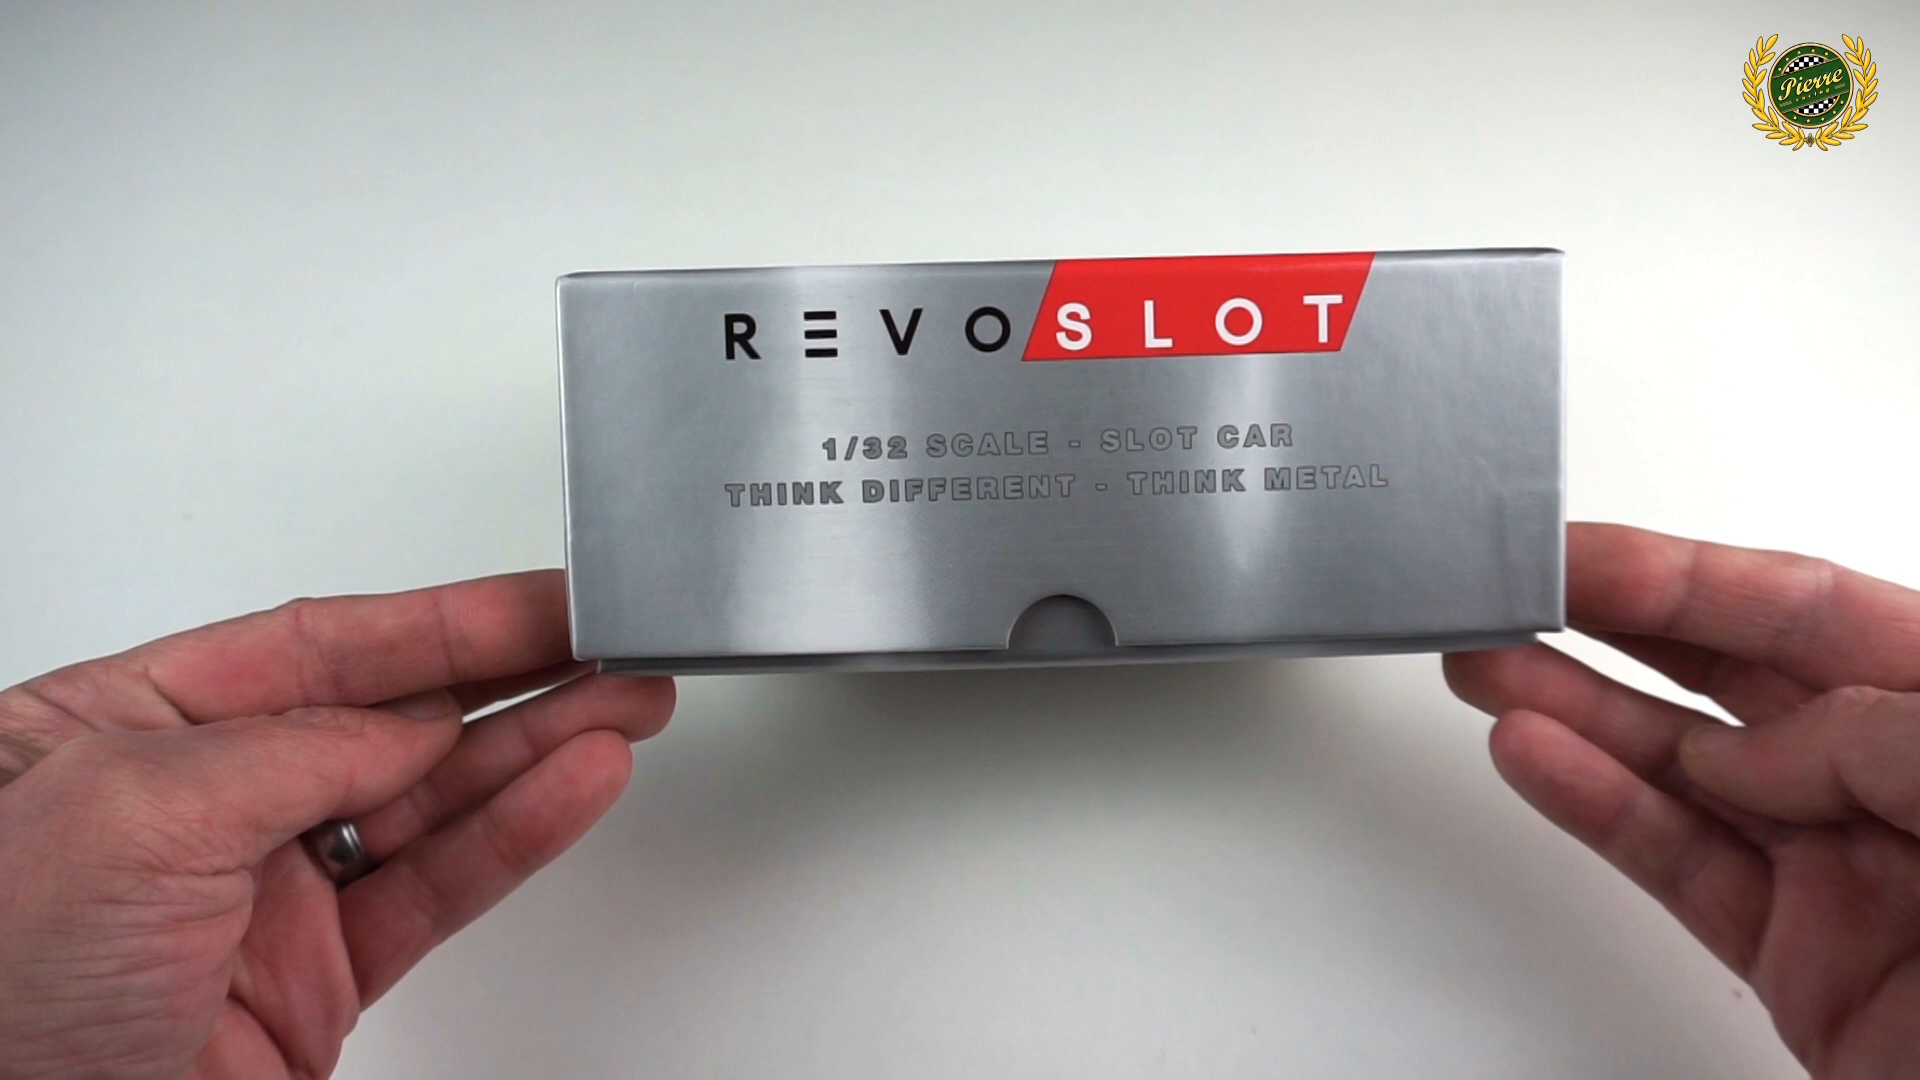 Pierre
REVOSLOT
1/32 SCALE - SLOT CAR
THINK DIFFERENT - THINK METAL